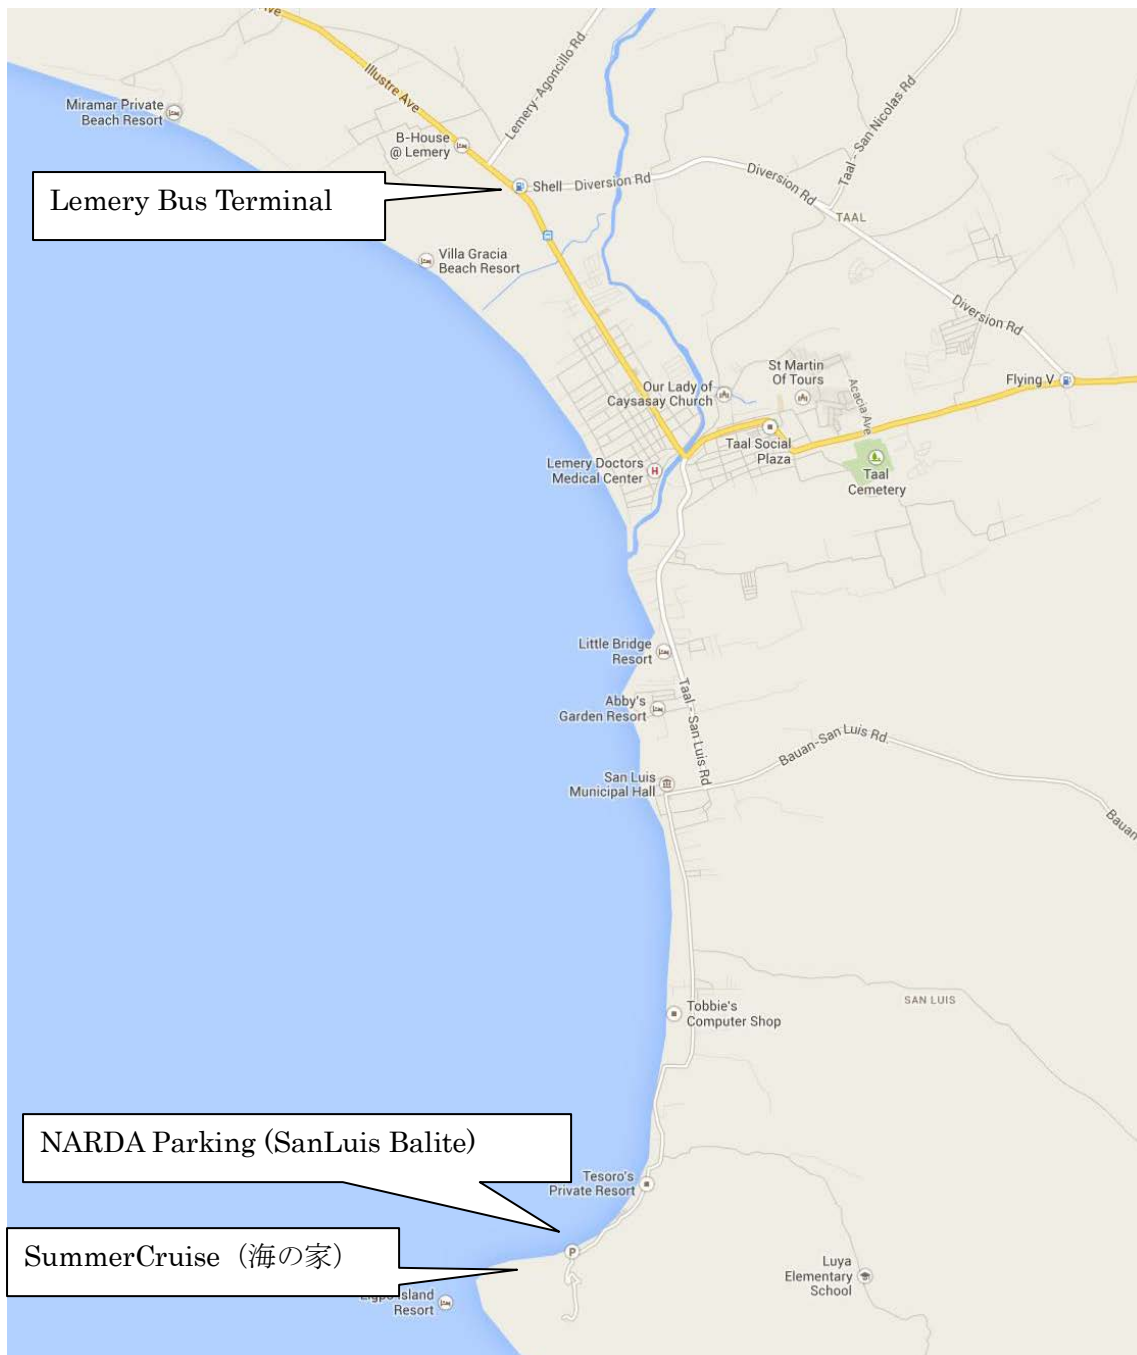 Ave
Illustre Ave
Lemery-Agoncillo Rd.
Taal - San Nicolas Rd
Miramar Private
Beach Resort
B-House
@ Lemery
Lemery Bus Terminal
Shell
Diversion Rd
Diversion Rd
TAAL
Villa Gracia
Beach Resort
Diversion Rd
St Martin
Of Tours
Flying V
Our Lady of
Caysasay Church
Acacia Ave
Taal Social
Plaza
Lemery Doctors
Medical Center
H
Taal
Cemetery
Little Bridge
Resort
Abby's
Garden Resort
Taal - San Luis Rd
Bauan-San Luis Rd.
San Luis
Municipal Hall
Bauan
SAN LUIS
Tobbie's
Computer Shop
NARDA Parking (SanLuis Balite)
Tesoro's
Private Resort
P
SummerCruise（海の家）
Luya
Elementary
School
Island
Resort